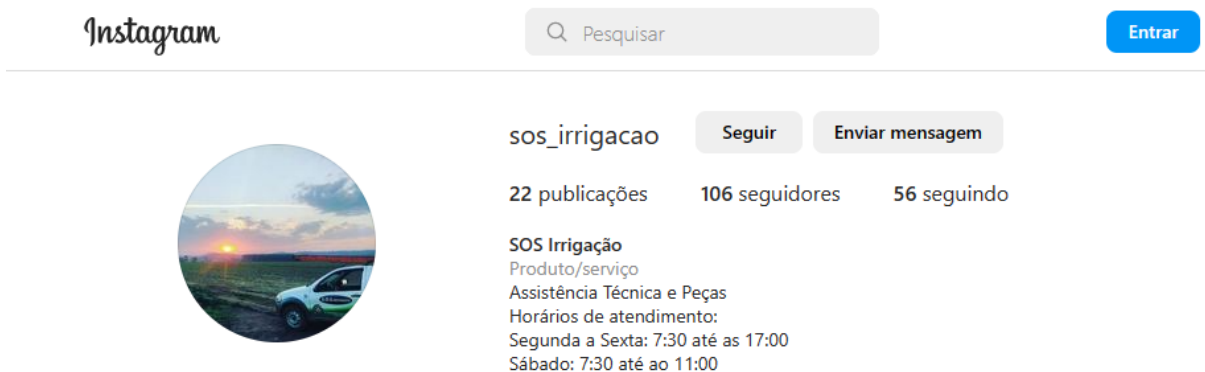 Instagram
Pesquisar
Entrar
sos_irrigacao
Seguir
Enviar mensagem
22 publicações 106 seguidores 56 seguindo
SOS Irrigação
Produto/serviço
Assistência Técnica e Peças
Horários de atendimento:
Segunda a Sexta: 7:30 até as 17:00
Sábado: 7:30 até ao 11:00